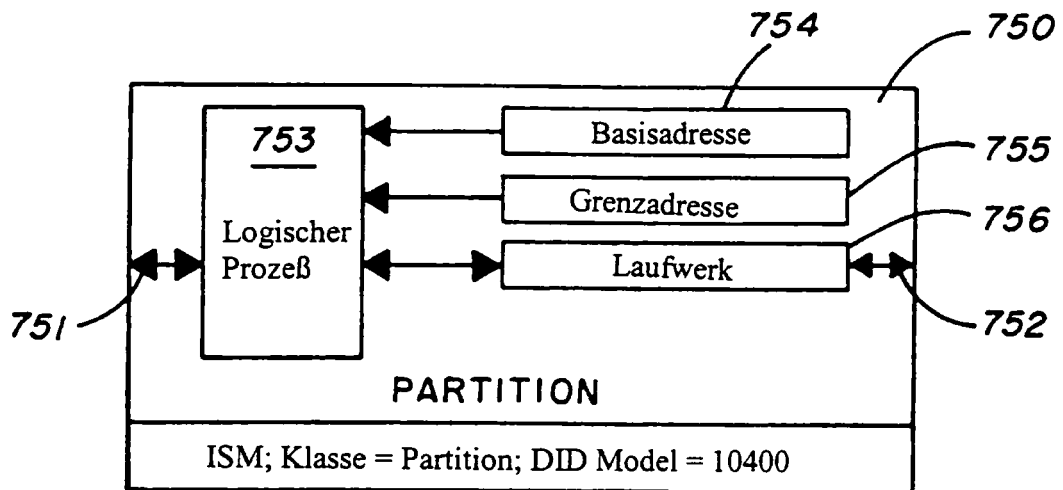 754
750
753
Basisadresse
755
Grenzadresse
756
Logischer
Prozeß
Laufwerk
751
752
PARTITION
ISM; Klasse = Partition; DID Model = 10400